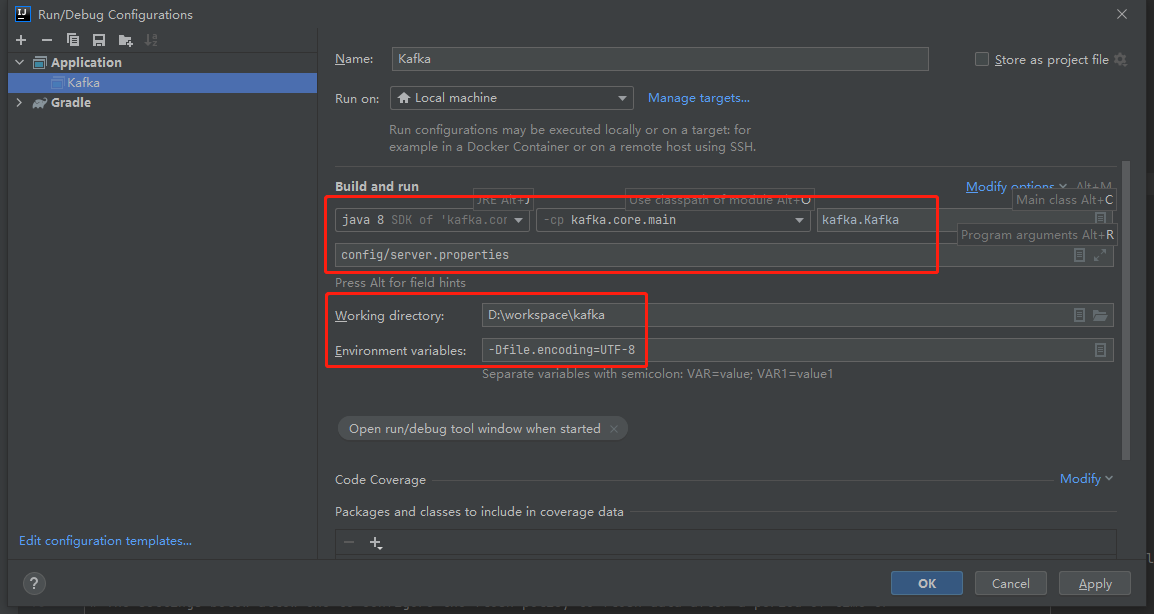 Run/Debug Configurations
Application
Kafka
Gradle
Name:
Kafka
Store as project file
Run on:
Local machine
Manage targets...
Run configurations may be executed locally or on a target: for
example in a Docker Container or on a remote host using SSH.
Build and run
Modify options Alt+M
JRE Alt+J
Use classpath of module Alt+O
Main class Alt+C
java 8 SDK of 'kafka.cor
-cp kafka.core.main
kafka.Kafka
Program arguments Alt+R
config/server.properties
Press Alt for field hints
Working directory:
D:\workspace\kafka
Environment variables:
-Dfile.encoding=UTF-8
Separate variables with semicolon: VAR=value; VAR1=value1
Open run/debug tool window when started
Code Coverage
Modify
Packages and classes to include in coverage data
Edit configuration templates...
?
OK
Cancel
Apply